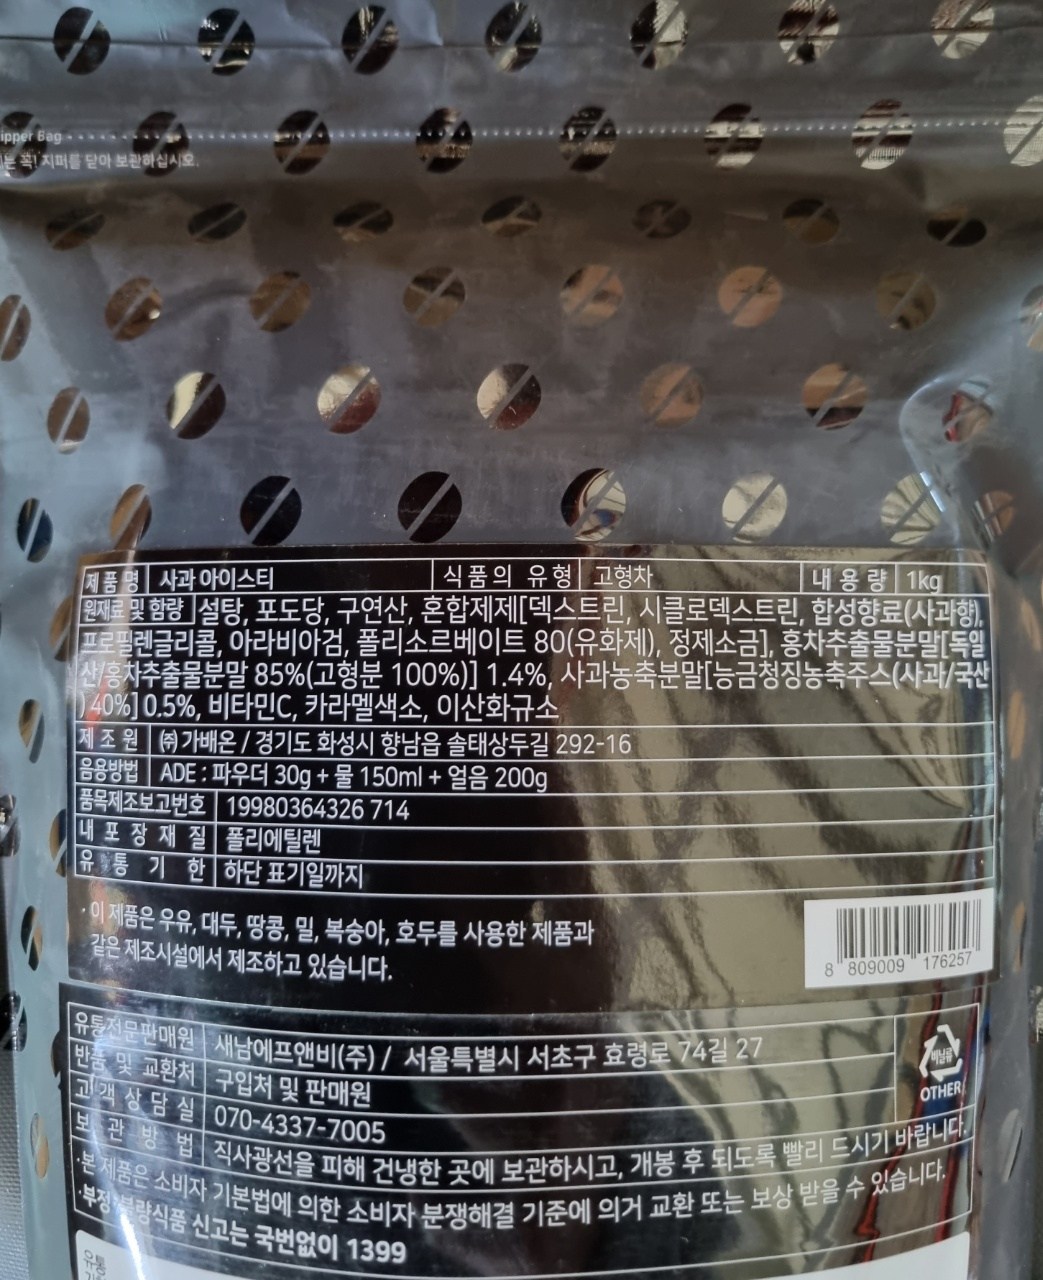 ipper Bag
는 꼭! 지퍼를 닫아 보관하십시오.
제품명 사과아이스티 식품의 유형 고형차 내용량 1kg
원재료 및 함량 설탕, 포도당, 구연산, 혼합제제[덱스트린, 시클로덱스트린, 합성향료(사과향),
프로필렌글리콜, 아라비아검, 폴리소르베이트 80(유화제), 정제소금], 홍차추출물분말[독일
산/홍차추출물분말 85%(고형분 100%)] 1.4%, 사과농축분말[능금청징농축주스(사과/국산
) 40%] 0.5%, 비타민C, 카라멜색소, 이산화규소
제조원 ㈜가배온 / 경기도 화성시 향남읍 솔태상두길 292-16
음용방법 ADE : 파우더 30g + 물 150ml + 얼음 200g
품목제조보고번호 19980364326 714
내포장재질 폴리에틸렌
유통기한 하단 표기일까지
· 이 제품은 우유, 대두, 땅콩, 밀, 복숭아, 호두를 사용한 제품과
같은 제조시설에서 제조하고 있습니다.
8 809009 176257
유통전문판매원 새남에프앤비(주) / 서울특별시 서초구 효령로 74길 27
반품 및 교환처 구입처 및 판매원
고객상담실 070-4337-7005
보관방법 직사광선을 피해 건냉한 곳에 보관하시고, 개봉 후 되도록 빨리 드시기 바랍니다.
비닐류
OTHER
·본 제품은 소비자 기본법에 의한 소비자 분쟁해결 기준에 의거 교환 또는 보상 받을 수 있습니다.
·부정·불량식품 신고는 국번없이 1399
유통